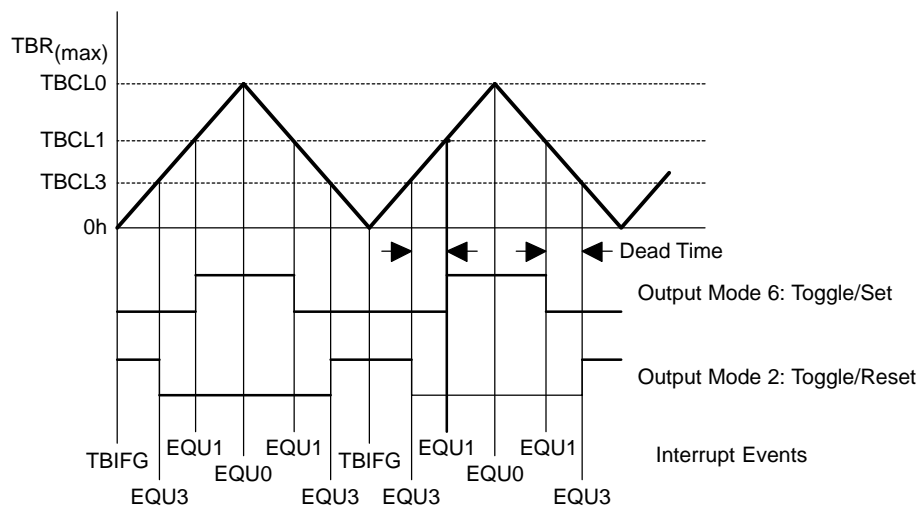 TBR(max)
TBCL0
TBCL1
TBCL3
0h
Dead Time
Output Mode 6: Toggle/Set
Output Mode 2: Toggle/Reset
EQU1 EQU1 EQU1 EQU1
TBIFG EQU0 TBIFG EQU0 Interrupt Events
EQU3 EQU3 EQU3 EQU3